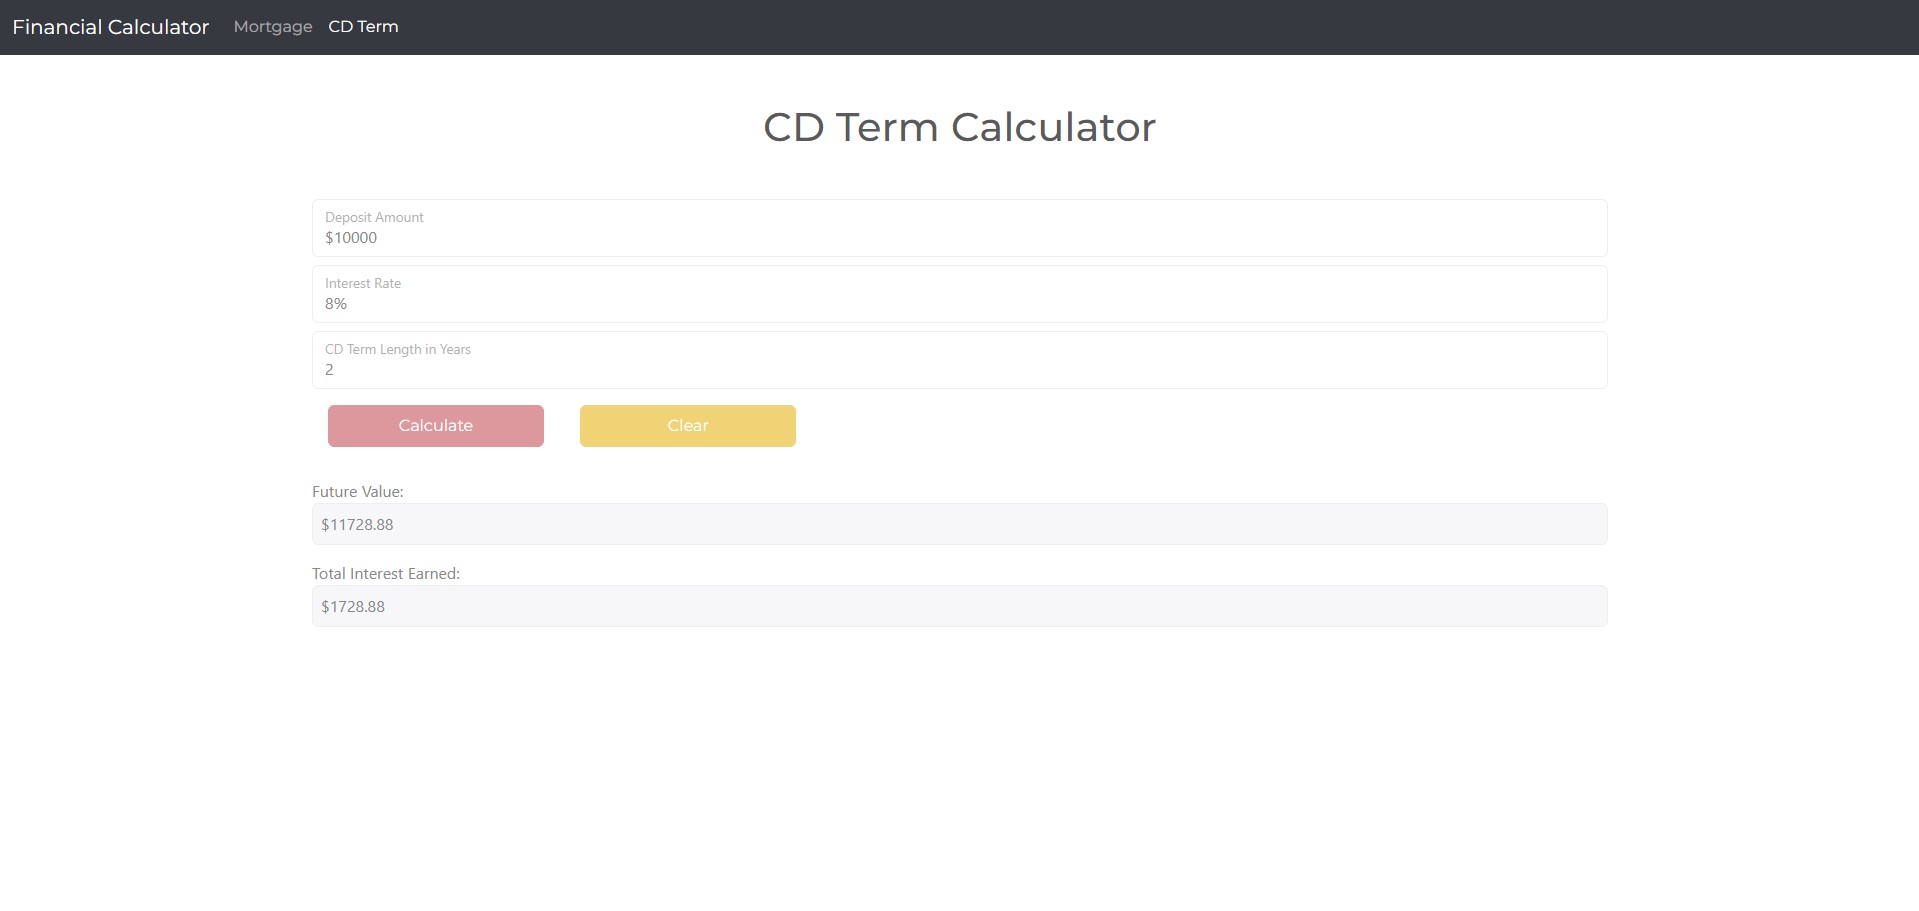 Financial Calculator Mortgage CD Term
CD Term Calculator
Deposit Amount
$10000
Interest Rate
8%
CD Term Length in Years
2
Calculate Clear
Future Value:
$11728.88
Total Interest Earned:
$1728.88